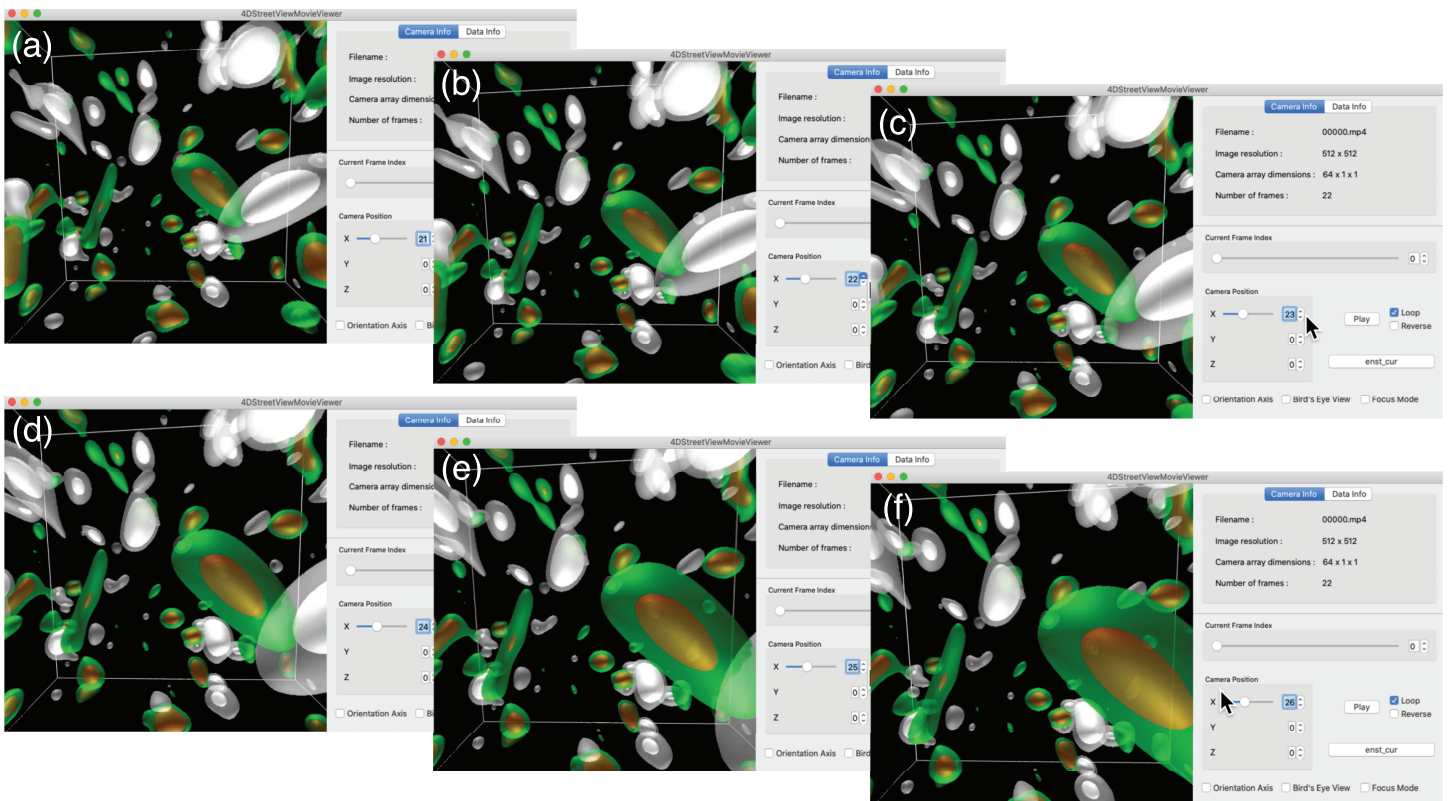 4DStreetViewMovieViewer
(a)
Camera Info Data Info
Filename :
Image resolution :
Camera array dimensic
Number of frames :
Current Frame Index
Camera Position
X 21
Y 0
Z 0
Orientation Axis Bi
4DStreetViewMovieViewer
(b)
Camera Info Data Info
Filename :
Image resolution :
Camera array dimension
Number of frames :
Current Frame Index
Camera Position
X 22
Y 0
Z 0
Orientation Axis Bird
4DStreetViewMovieViewer
(c)
Camera Info Data Info
Filename : 00000.mp4
Image resolution : 512 x 512
Camera array dimensions : 64 x 1 x 1
Number of frames : 22
Current Frame Index
0
Camera Position
X 23 Play Loop
Reverse
Y 0
Z 0 enst_cur
Orientation Axis Bird's Eye View Focus Mode
4DStreetViewMovieViewer
(d)
Camera Info Data Info
Filename :
Image resolution :
Camera array dimensic
Number of frames :
Current Frame Index
Camera Position
X 24
Y 0
Z 0
Orientation Axis Bi
4DStreetViewMovieViewer
(e)
Camera Info Data Info
Filename :
Image resolution :
Camera array dimension
Number of frames :
Current Frame Index
Camera Position
X 25
Y 0
Z 0
Orientation Axis Bird
4DStreetViewMovieViewer
(f)
Camera Info Data Info
Filename : 00000.mp4
Image resolution : 512 x 512
Camera array dimensions : 64 x 1 x 1
Number of frames : 22
Current Frame Index
0
Camera Position
X 26 Play Loop
Reverse
Y 0
Z 0 enst_cur
Orientation Axis Bird's Eye View Focus Mode